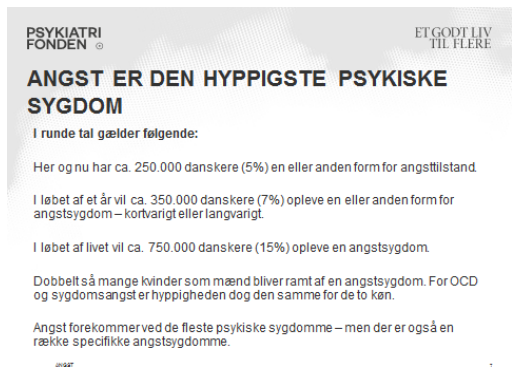 PSYKIATRI
FONDEN
ET GODT LIV
TIL FLERE
ANGST ER DEN HYPPIGSTE PSYKISKE
SYGDOM
I runde tal gælder følgende:
Her og nu har ca. 250.000 danskere (5%) en eller anden form for angsttilstand.
I løbet af et år vil ca. 350.000 danskere (7%) opleve en eller anden form for
angstsygdom – kortvarigt eller langvarigt.
I løbet af livet vil ca. 750.000 danskere (15%) opleve en angstsygdom.
Dobbelt så mange kvinder som mænd bliver ramt af en angstsygdom. For OCD
og sygdomsangst er hyppigheden dog den samme for de to køn.
Angst forekommer ved de fleste psykiske sygdomme – men der er også en
række specifikke angstsygdomme.
ANGST